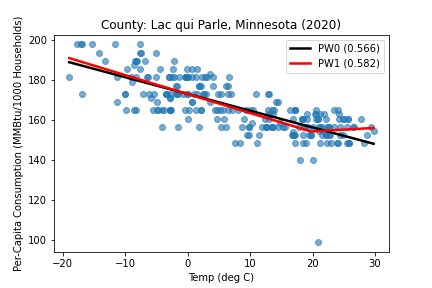 County: Lac qui Parle, Minnesota (2020)
Per-Capita Consumption (MMBtu/1000 Households)
200
180
160
140
120
100
PW0 (0.566)
PW1 (0.582)
−20
−10
0
10
20
30
Temp (deg C)